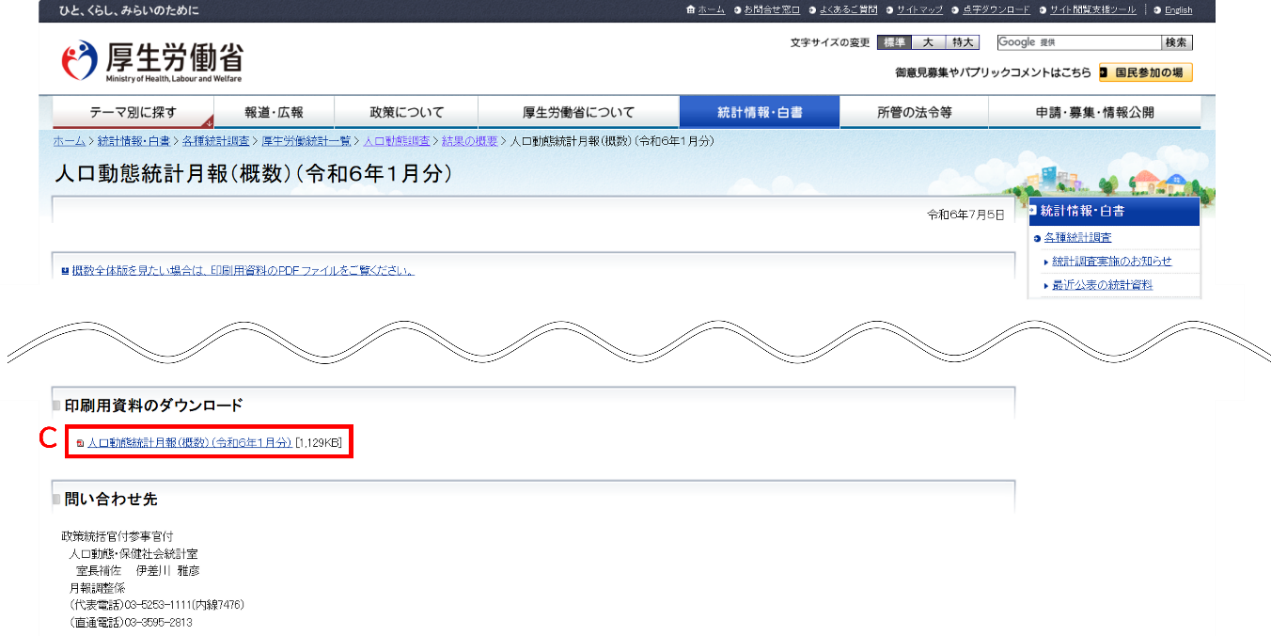 ひと、くらし、みらいのために
ホーム お問合せ窓口 よくあるご質問 サイトマップ 点字ダウンロード サイト閲覧支援ツール English
文字サイズの変更 標準 大 特大 Google 提供 検索
厚生労働省
Ministry of Health, Labour and Welfare
御意見募集やパブリックコメントはこちら 国民参加の場
テーマ別に探す 報道・広報 政策について 厚生労働省について 統計情報・白書 所管の法令等 申請・募集・情報公開
ホーム > 統計情報・白書 > 各種統計調査 > 厚生労働統計一覧 > 人口動態調査 > 結果の概要 > 人口動態統計月報(概数)(令和6年1月分)
人口動態統計月報(概数)(令和6年1月分)
令和6年7月5日
統計情報・白書
各種統計調査
統計調査実施のお知らせ
最近公表の統計資料
概数全体版を見たい場合は、印刷用資料のPDFファイルをご覧ください。
印刷用資料のダウンロード
C 人口動態統計月報(概数)(令和6年1月分) [1,129KB]
問い合わせ先
政策統括官付参事官付
人口動態・保健社会統計室
室長補佐 伊差川 雅彦
月報調整係
(代表電話)03-5253-1111(内線7476)
(直通電話)03-3595-2813